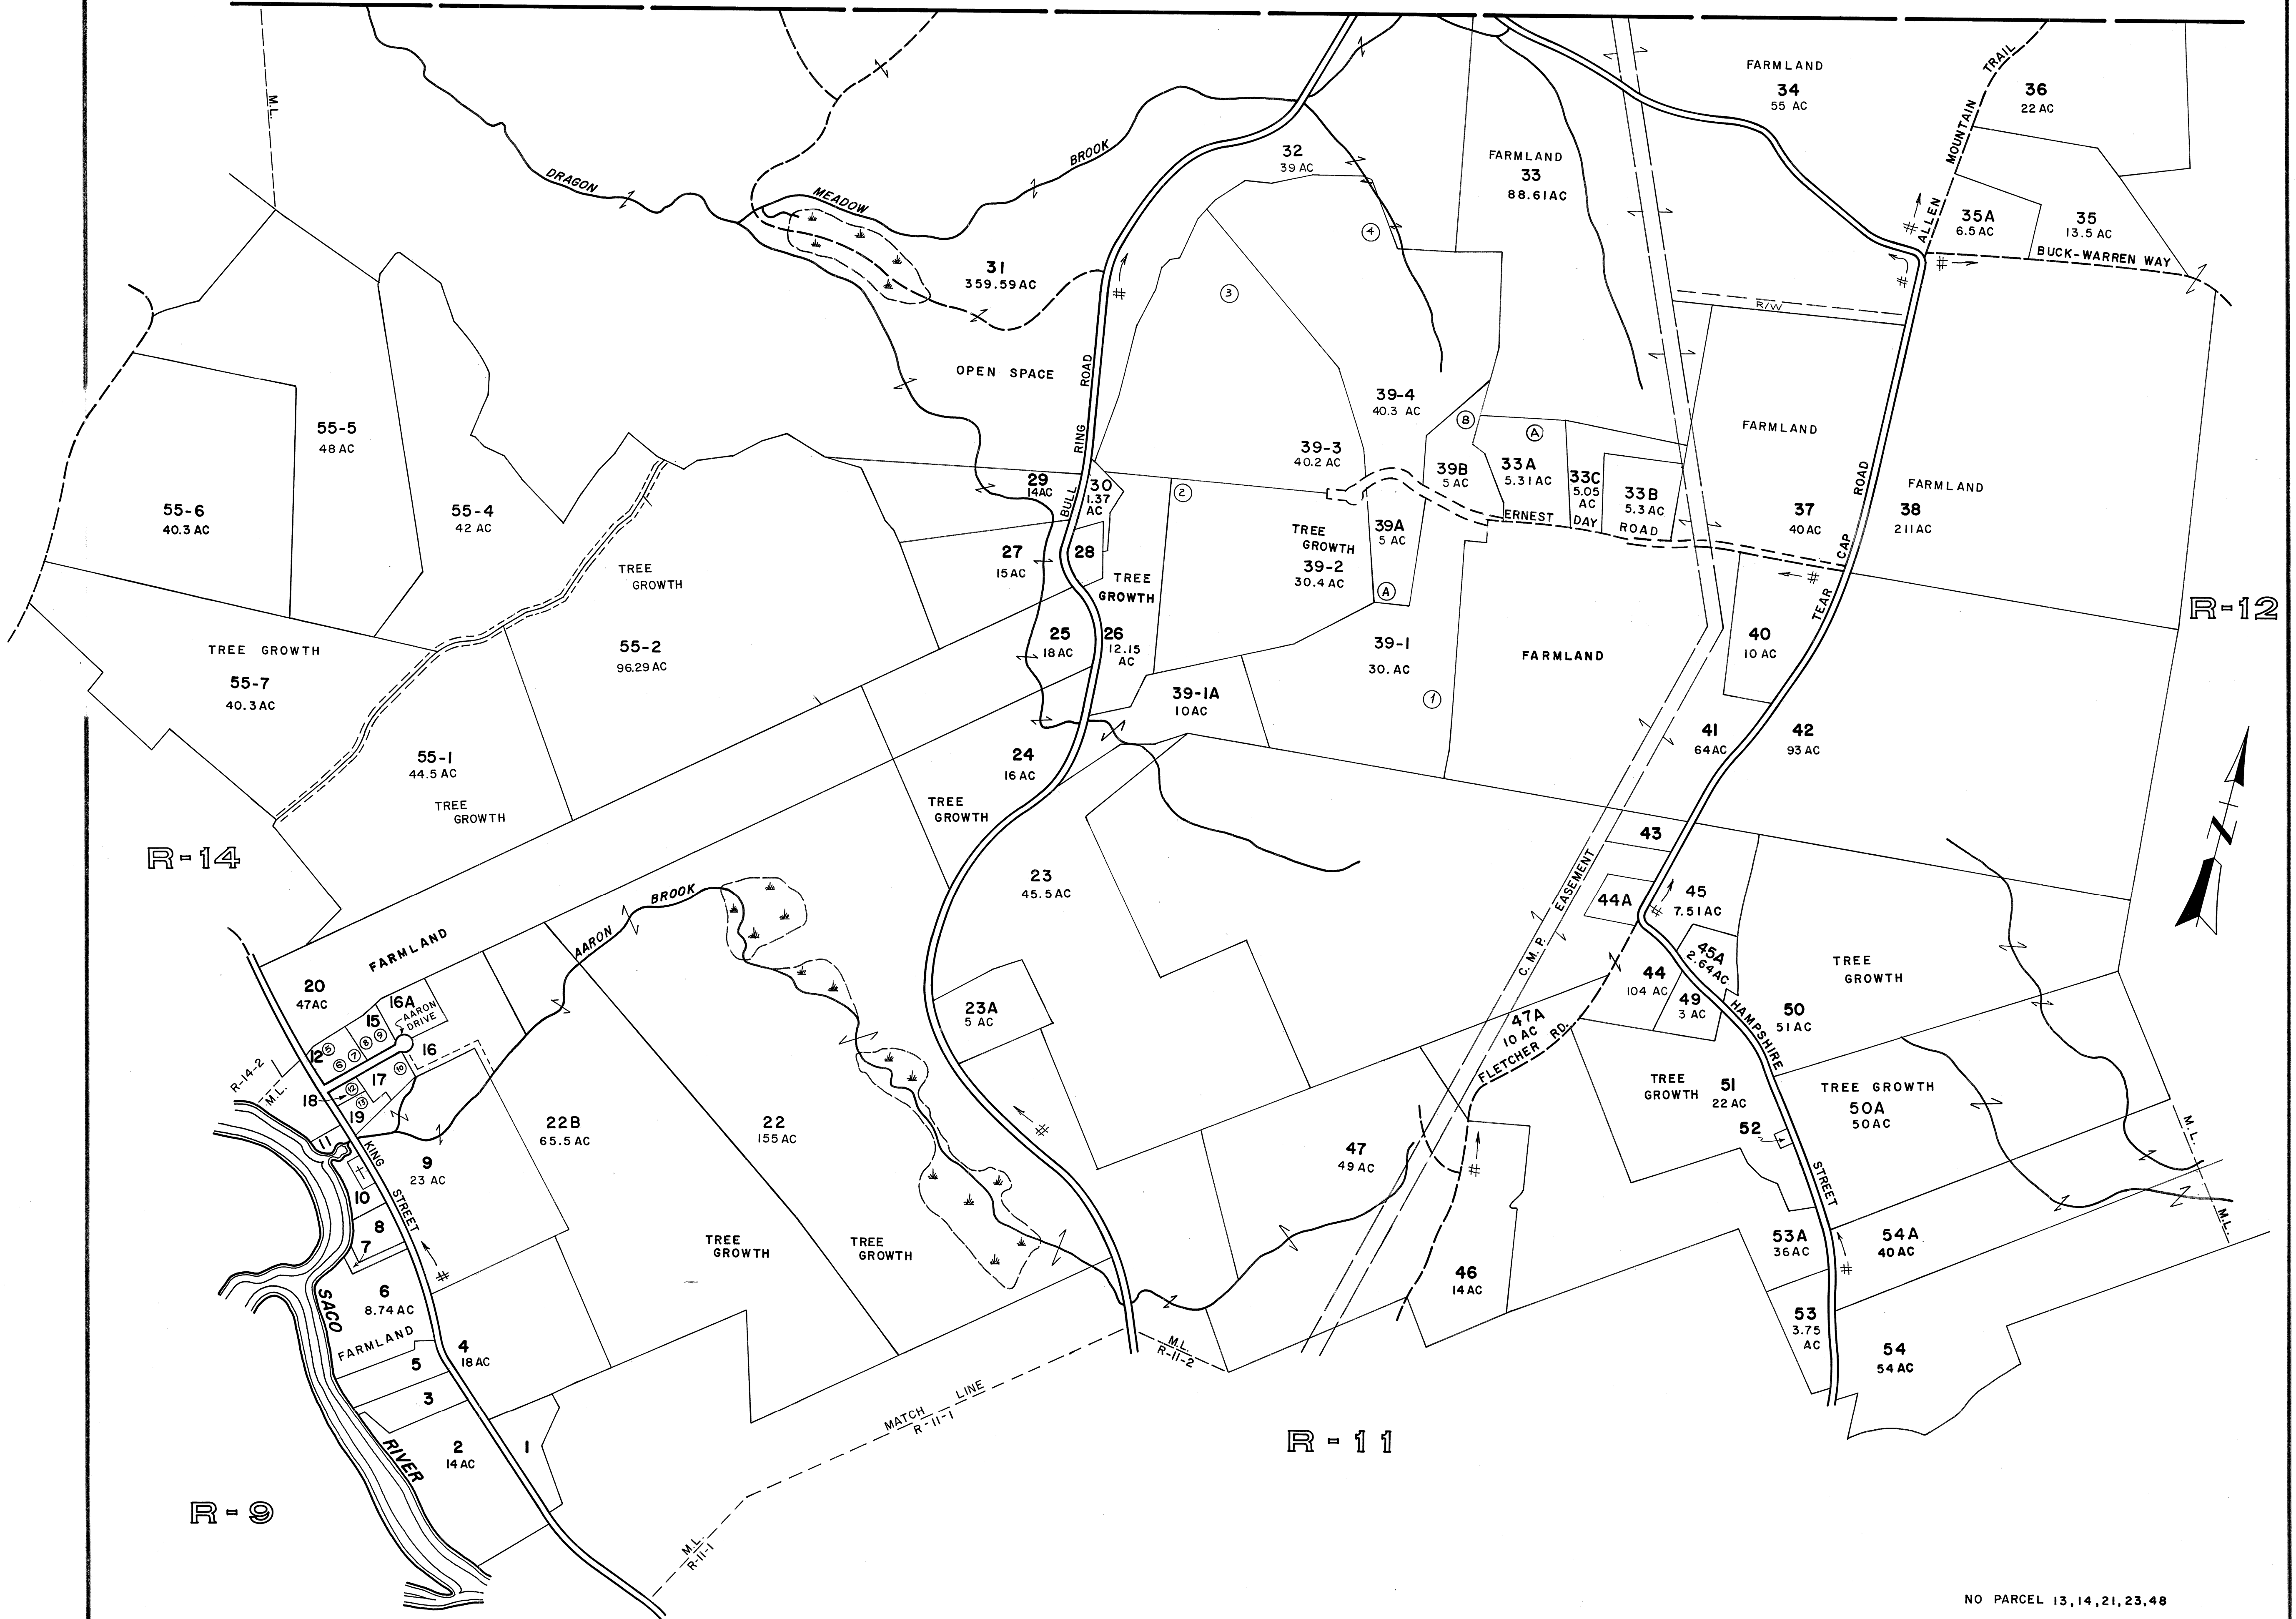 M.L.
DRAGON
MEADOW
BROOK
31
359.59 AC
OPEN SPACE
BULL
RING
ROAD
32
39 AC
4
3
FARMLAND
33
88.61 AC
FARMLAND
34
55 AC
ALLEN
MOUNTAIN
TRAIL
36
22 AC
35A
6.5 AC
35
13.5 AC
BUCK-WARREN WAY
R/W
55-5
48 AC
55-6
40.3 AC
55-4
42 AC
TREE
GROWTH
TREE GROWTH
55-7
40.3 AC
55-2
96.29 AC
55-1
44.5 AC
TREE
GROWTH
29
14 AC
30
1.37
AC
27
15 AC
28
2
TREE
GROWTH
25
18 AC
26
12.15
AC
39-3
40.2 AC
39-4
40.3 AC
TREE
GROWTH
39-2
30.4 AC
39A
5 AC
A
39B
5 AC
B
33A
5.31 AC
A
33C
5.05
AC
33B
5.3 AC
ERNEST
DAY
ROAD
FARMLAND
37
40 AC
TEAR
CAP
ROAD
FARMLAND
38
211 AC
R-12
39-1
30. AC
1
39-1A
10 AC
FARMLAND
40
10 AC
41
64 AC
42
93 AC
24
16 AC
TREE
GROWTH
R-14
23
45.5 AC
23A
5 AC
43
44A
45
7.51 AC
45A
2.64 AC
44
104 AC
49
3 AC
C.M.P.
EASEMENT
TREE
GROWTH
50
51 AC
47A
10 AC
FLETCHER RD.
HAMPSHIRE
STREET
TREE
GROWTH
51
22 AC
52
TREE GROWTH
50A
50 AC
M.L.
M.L.
FARMLAND
20
47 AC
AARON
BROOK
16A
AARON
DRIVE
15
12
5
6
7
8
9
16
17
10
12
18
13
19
R-14-2
M.L.
11
KING
STREET
9
23 AC
22B
65.5 AC
22
155 AC
10
8
7
6
8.74 AC
FARMLAND
SACO
RIVER
TREE
GROWTH
TREE
GROWTH
47
49 AC
46
14 AC
53A
36 AC
54A
40 AC
53
3.75
AC
54
54 AC
5
4
18 AC
3
2
14 AC
1
M.L.
R-11-2
MATCH LINE
R-11-1
M.L.
R-11-1
R-11
R-9
NO PARCEL 13,14,21,23,48